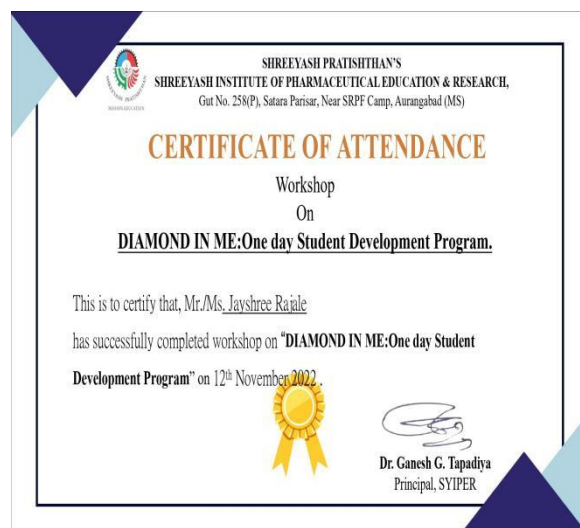 SHREEYASH PRATISHTHAN'S
SHREEYASH INSTITUTE OF PHARMACEUTICAL EDUCATION & RESEARCH,
Gut No. 258(P), Satara Parisar, Near SRPF Camp, Aurangabad (MS)
CERTIFICATE OF ATTENDANCE
Workshop
On
DIAMOND IN ME:One day Student Development Program.
This is to certify that, Mr./Ms. Jayshree Rajale
has successfully completed workshop on "DIAMOND IN ME:One day Student
Development Program" on 12th November 2022 .
Dr. Ganesh G. Tapadiya
Principal, SYIPER